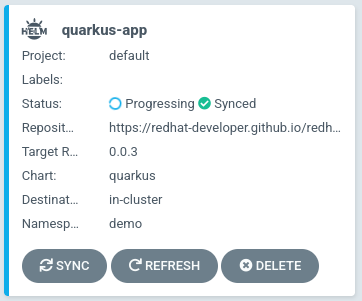 HELM quarkus-app
Project: default
Labels:
Status: Progressing Synced
Reposit... https://redhat-developer.github.io/redh...
Target R... 0.0.3
Chart: quarkus
Destinat... in-cluster
Namesp... demo
SYNC REFRESH DELETE